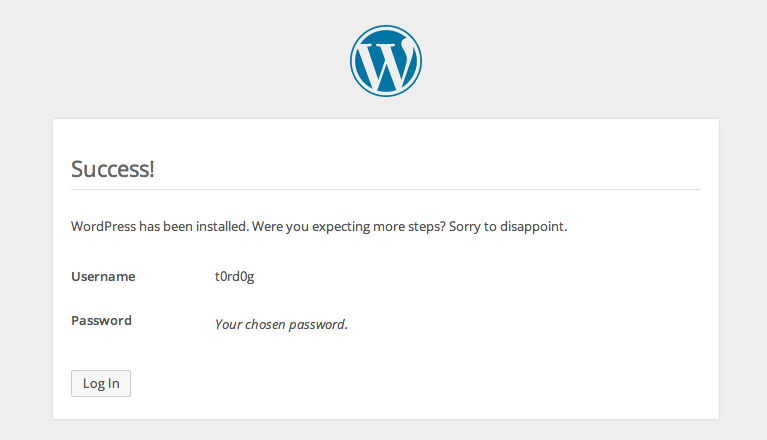 Success!
WordPress has been installed. Were you expecting more steps? Sorry to disappoint.
Username t0rd0g
Password Your chosen password.
Log In